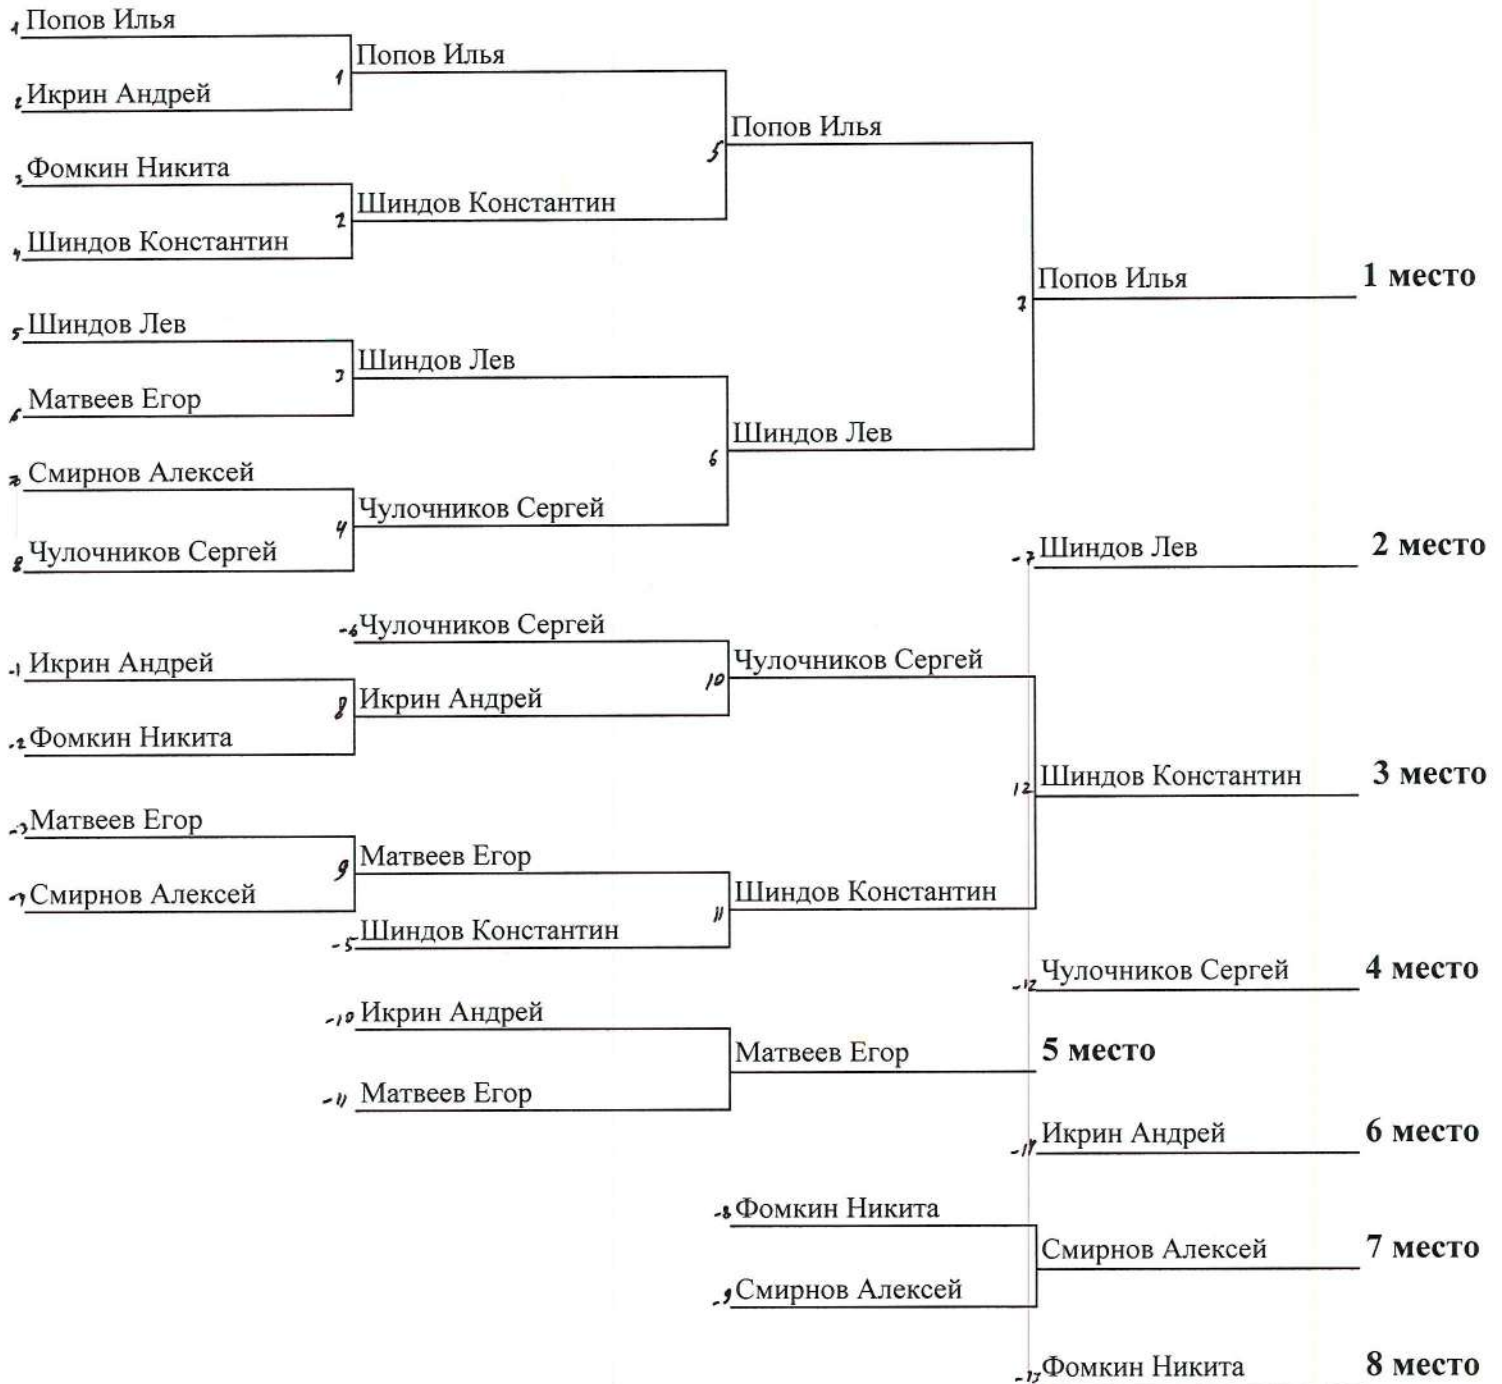 1 Попов Илья
Попов Илья
1
2 Икрин Андрей
Попов Илья
5
3 Фомкин Никита
Шиндов Константин
2
4 Шиндов Константин
Попов Илья 1 место
7
5 Шиндов Лев
Шиндов Лев
3
6 Матвеев Егор
Шиндов Лев
6
7 Смирнов Алексей
Чулочников Сергей
4
8 Чулочников Сергей
-7 Шиндов Лев 2 место
-6 Чулочников Сергей
-1 Икрин Андрей
Чулочников Сергей
10
8 Икрин Андрей
-2 Фомкин Никита
12 Шиндов Константин 3 место
-3 Матвеев Егор
9 Матвеев Егор
-4 Смирнов Алексей
Шиндов Константин
11
-5 Шиндов Константин
-12 Чулочников Сергей 4 место
-10 Икрин Андрей
Матвеев Егор 5 место
-11 Матвеев Егор
Икрин Андрей 6 место
-8 Фомкин Никита
Смирнов Алексей 7 место
-9 Смирнов Алексей
-13 Фомкин Никита 8 место